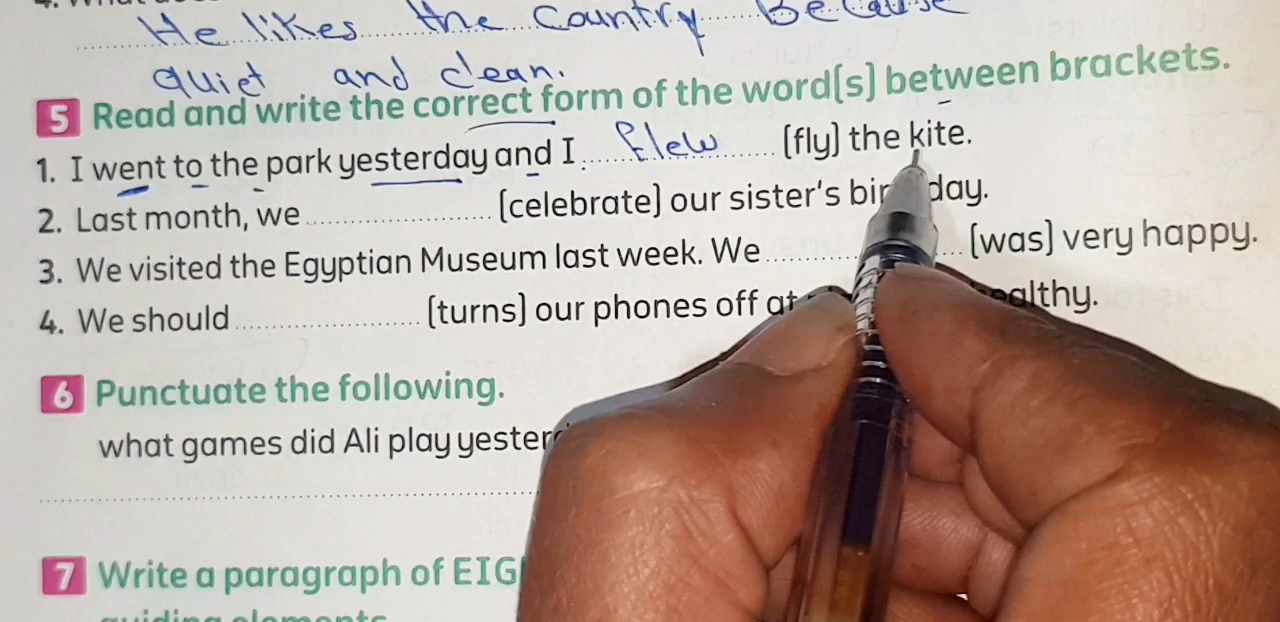 He likes the country because
quiet and clean.
5 Read and write the correct form of the word(s) between brackets.
1. I went to the park yesterday and I flew [fly] the kite.
2. Last month, we [celebrate] our sister's day.
3. We visited the Egyptian Museum last week. We [was] very happy.
4. We should [turns] our phones off at healthy.
6 Punctuate the following.
what games did Ali play
7 Write a paragraph of
guiding elements